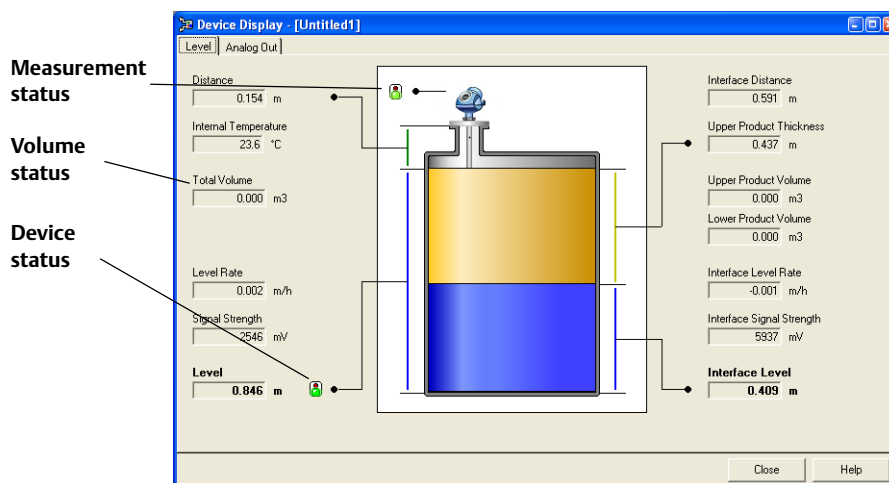 Device Display - [Untitled1]
Level
Analog Out
Measurement
status
Volume
status
Device
status
Distance
0.154 m
Internal Temperature
23.6 °C
Total Volume
0.000 m3
Level Rate
0.002 m/h
Signal Strength
2546 mV
Level
0.846 m
Interface Distance
0.591 m
Upper Product Thickness
0.437 m
Upper Product Volume
0.000 m3
Lower Product Volume
0.000 m3
Interface Level Rate
-0.001 m/h
Interface Signal Strength
5937 mV
Interface Level
0.409 m
Close
Help